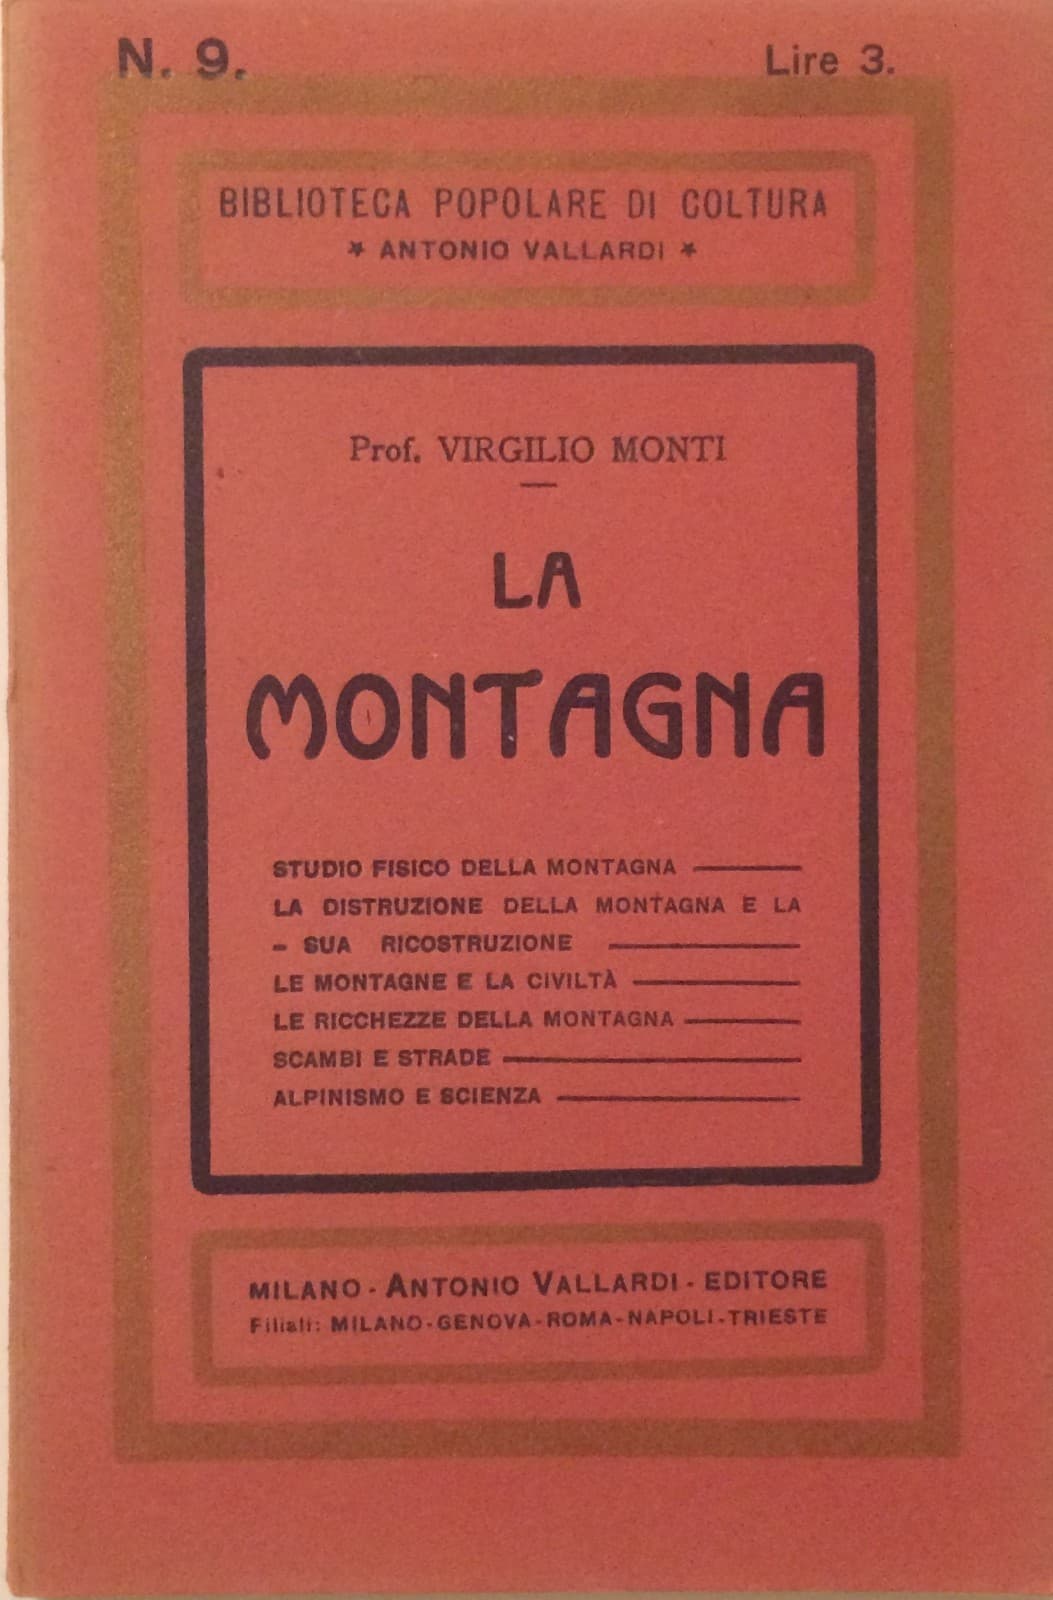 N. 9.
Lire 3.
BIBLIOTECA POPOLARE DI COLTURA
* ANTONIO VALLARDI *
Prof. VIRGILIO MONTI
LA
MONTAGNA
STUDIO FISICO DELLA MONTAGNA
LA DISTRUZIONE DELLA MONTAGNA E LA
- SUA RICOSTRUZIONE
LE MONTAGNE E LA CIVILTÀ
LE RICCHEZZE DELLA MONTAGNA
SCAMBI E STRADE
ALPINISMO E SCIENZA
MILANO - ANTONIO VALLARDI - EDITORE
Filiali: MILANO-GENOVA-ROMA-NAPOLI-TRIESTE